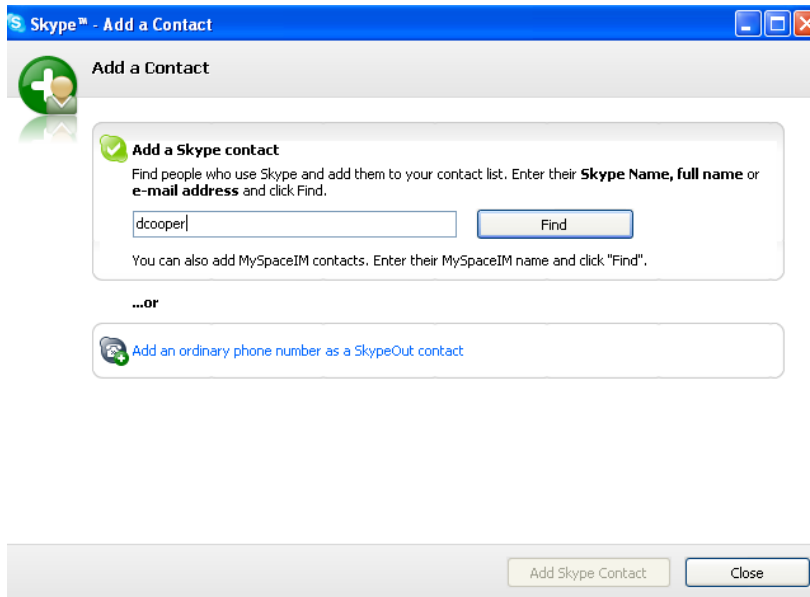 Skype™ - Add a Contact
Add a Contact
Add a Skype contact
Find people who use Skype and add them to your contact list. Enter their Skype Name, full name or
e-mail address and click Find.
dcooper
Find
You can also add MySpaceIM contacts. Enter their MySpaceIM name and click "Find".
...or
Add an ordinary phone number as a SkypeOut contact
Add Skype Contact
Close